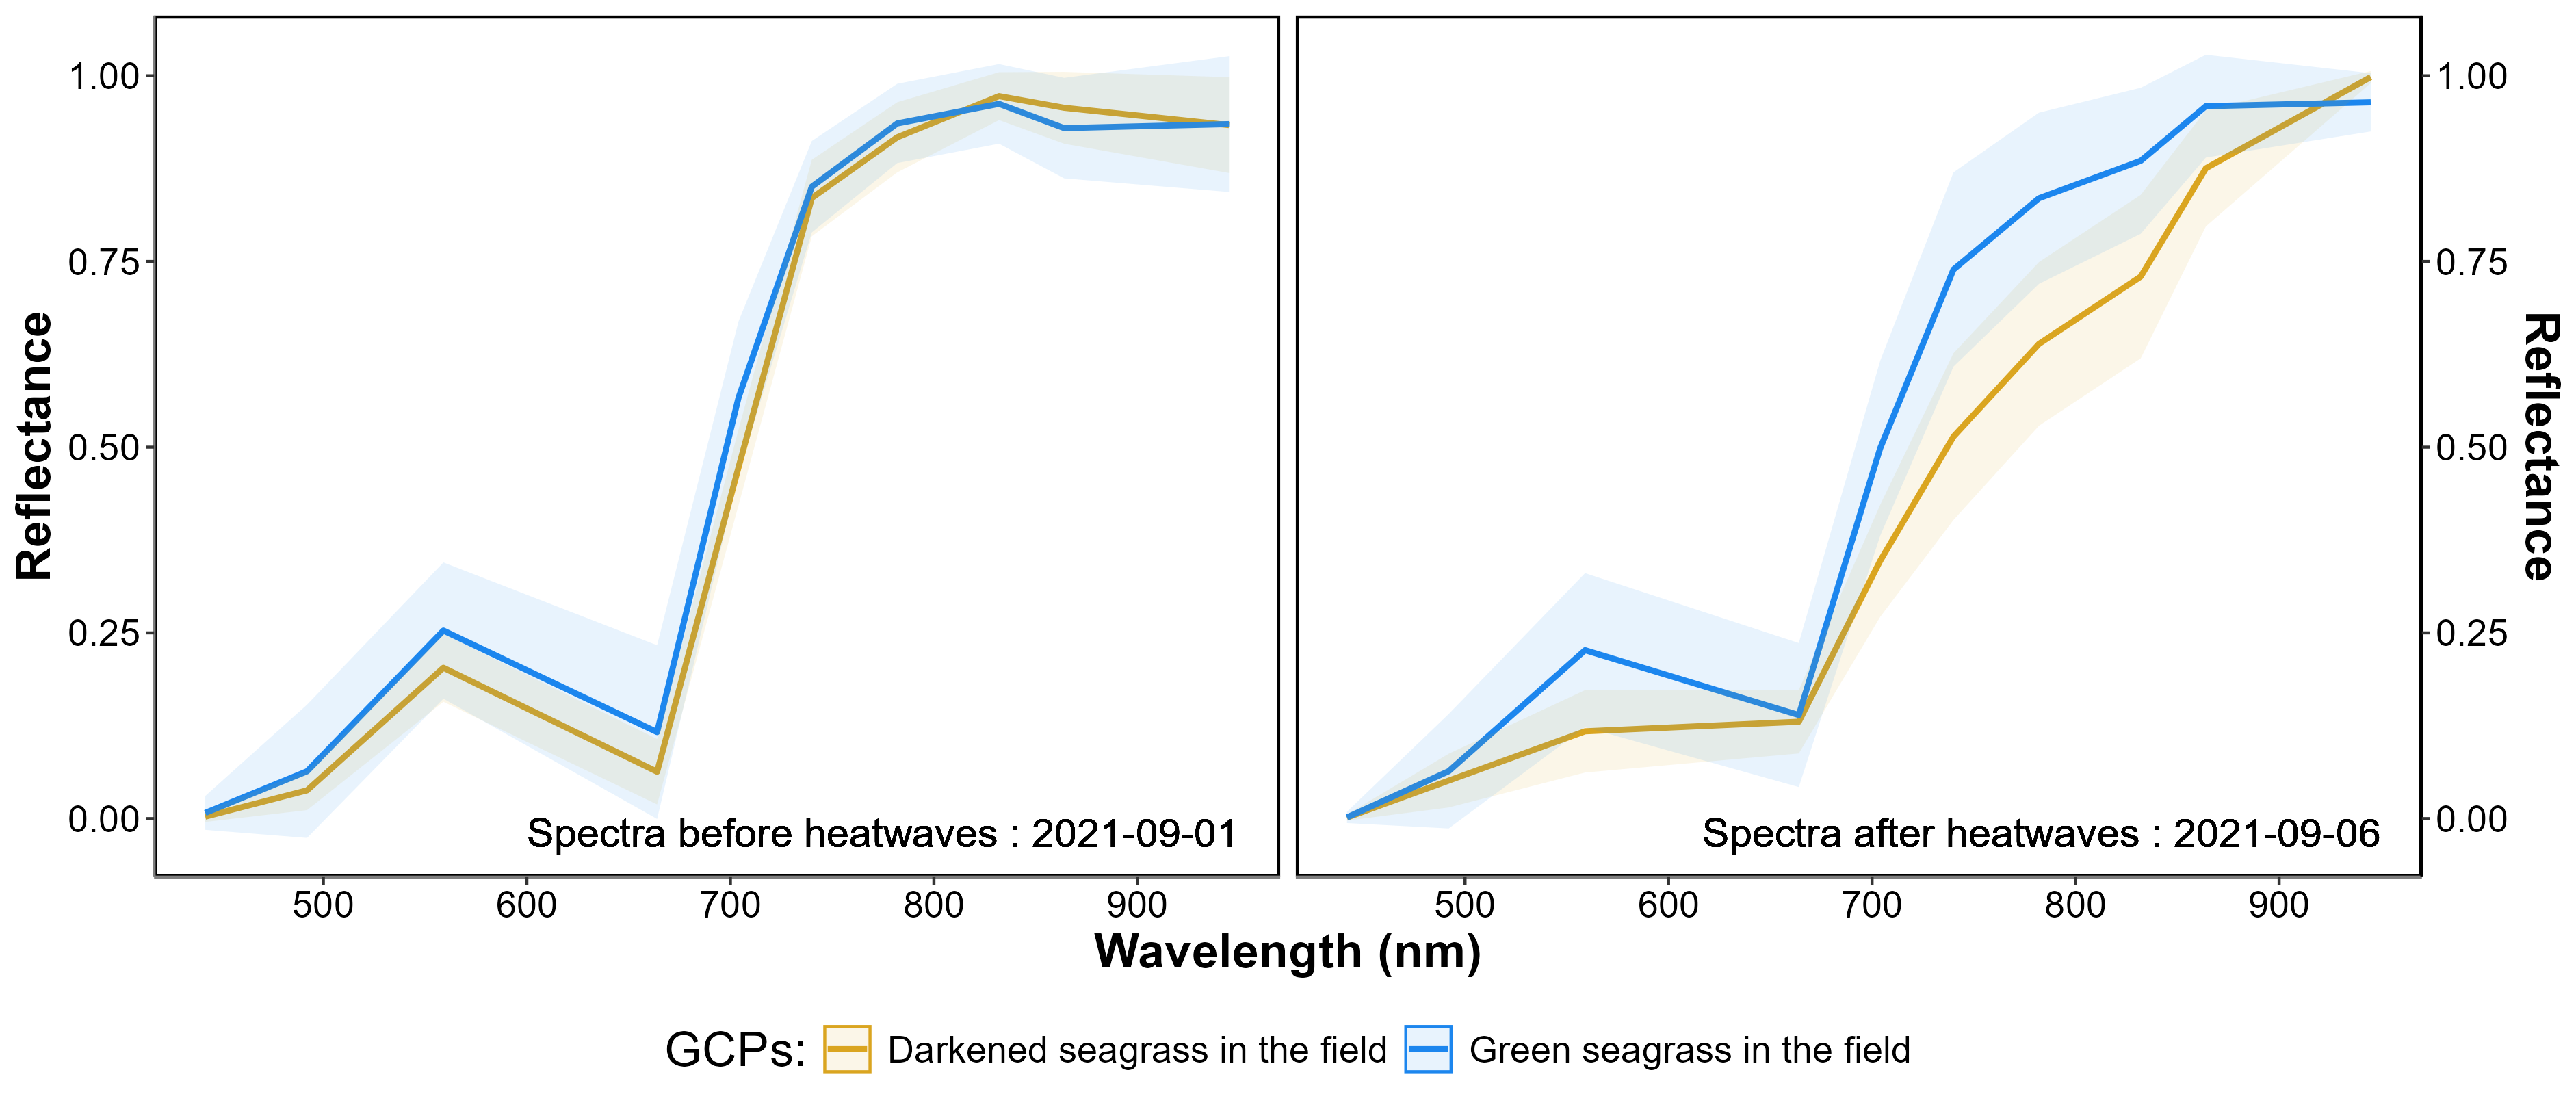 Reflectance
1.00
0.75
0.50
0.25
0.00
Spectra before heatwaves : 2021-09-01
500 600 700 800 900
Spectra after heatwaves : 2021-09-06
500 600 700 800 900
1.00
0.75
0.50
0.25
0.00
Reflectance
Wavelength (nm)
GCPs: Darkened seagrass in the field Green seagrass in the field